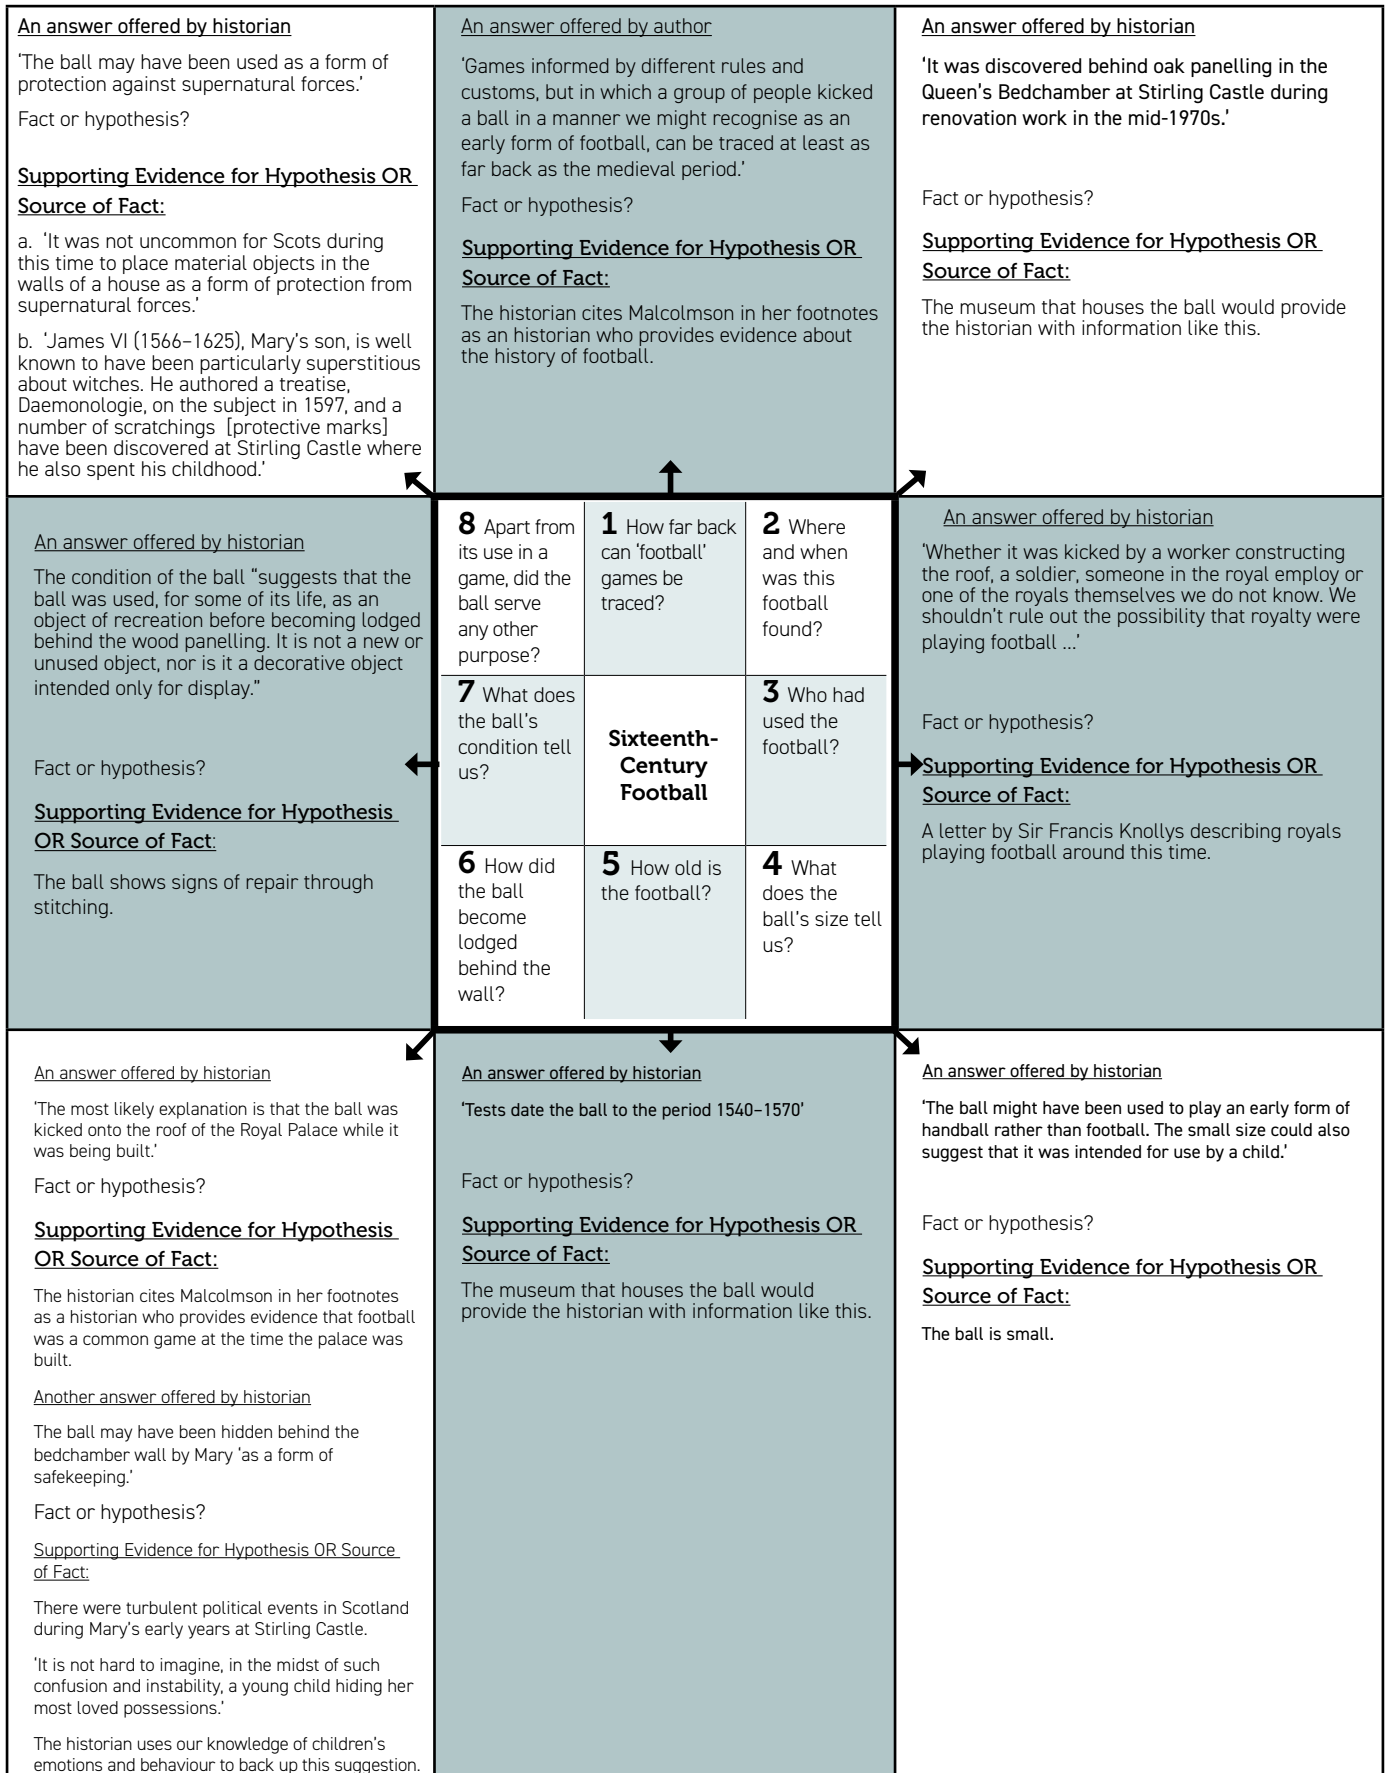 An answer offered by historian
'The ball may have been used as a form of
protection against supernatural forces.'
Fact or hypothesis?
Supporting Evidence for Hypothesis OR
Source of Fact:
a. 'It was not uncommon for Scots during
this time to place material objects in the
walls of a house as a form of protection from
supernatural forces.'
b. 'James VI (1566–1625), Mary's son, is well
known to have been particularly superstitious
about witches. He authored a treatise,
Daemonologie, on the subject in 1597, and a
number of scratchings [protective marks]
have been discovered at Stirling Castle where
he also spent his childhood.'
An answer offered by author
'Games informed by different rules and
customs, but in which a group of people kicked
a ball in a manner we might recognise as an
early form of football, can be traced at least as
far back as the medieval period.'
Fact or hypothesis?
Supporting Evidence for Hypothesis OR
Source of Fact:
The historian cites Malcolmson in her footnotes
as an historian who provides evidence about
the history of football.
An answer offered by historian
'It was discovered behind oak panelling in the
Queen's Bedchamber at Stirling Castle during
renovation work in the mid-1970s.'
Fact or hypothesis?
Supporting Evidence for Hypothesis OR
Source of Fact:
The museum that houses the ball would provide
the historian with information like this.
An answer offered by historian
The condition of the ball "suggests that the
ball was used, for some of its life, as an
object of recreation before becoming lodged
behind the wood panelling. It is not a new or
unused object, nor is it a decorative object
intended only for display."
Fact or hypothesis?
Supporting Evidence for Hypothesis
OR Source of Fact:
The ball shows signs of repair through
stitching.
8 Apart from
its use in a
game, did the
ball serve
any other
purpose?
1 How far back
can 'football'
games be
traced?
2 Where
and when
was this
football
found?
7 What does
the ball's
condition tell
us?
Sixteenth-
Century
Football
3 Who had
used the
football?
6 How did
the ball
become
lodged
behind the
wall?
5 How old is
the football?
4 What
does the
ball's size tell
us?
An answer offered by historian
'Whether it was kicked by a worker constructing
the roof, a soldier, someone in the royal employ or
one of the royals themselves we do not know. We
shouldn't rule out the possibility that royalty were
playing football ...'
Fact or hypothesis?
Supporting Evidence for Hypothesis OR
Source of Fact:
A letter by Sir Francis Knollys describing royals
playing football around this time.
An answer offered by historian
'The most likely explanation is that the ball was
kicked onto the roof of the Royal Palace while it
was being built.'
Fact or hypothesis?
Supporting Evidence for Hypothesis
OR Source of Fact:
The historian cites Malcolmson in her footnotes
as a historian who provides evidence that football
was a common game at the time the palace was
built.
Another answer offered by historian
The ball may have been hidden behind the
bedchamber wall by Mary 'as a form of
safekeeping.'
Fact or hypothesis?
Supporting Evidence for Hypothesis OR Source
of Fact:
There were turbulent political events in Scotland
during Mary's early years at Stirling Castle.
'It is not hard to imagine, in the midst of such
confusion and instability, a young child hiding her
most loved possessions.'
The historian uses our knowledge of children's
emotions and behaviour to back up this suggestion.
An answer offered by historian
'Tests date the ball to the period 1540–1570'
Fact or hypothesis?
Supporting Evidence for Hypothesis OR
Source of Fact:
The museum that houses the ball would
provide the historian with information like this.
An answer offered by historian
'The ball might have been used to play an early form of
handball rather than football. The small size could also
suggest that it was intended for use by a child.'
Fact or hypothesis?
Supporting Evidence for Hypothesis OR
Source of Fact:
The ball is small.